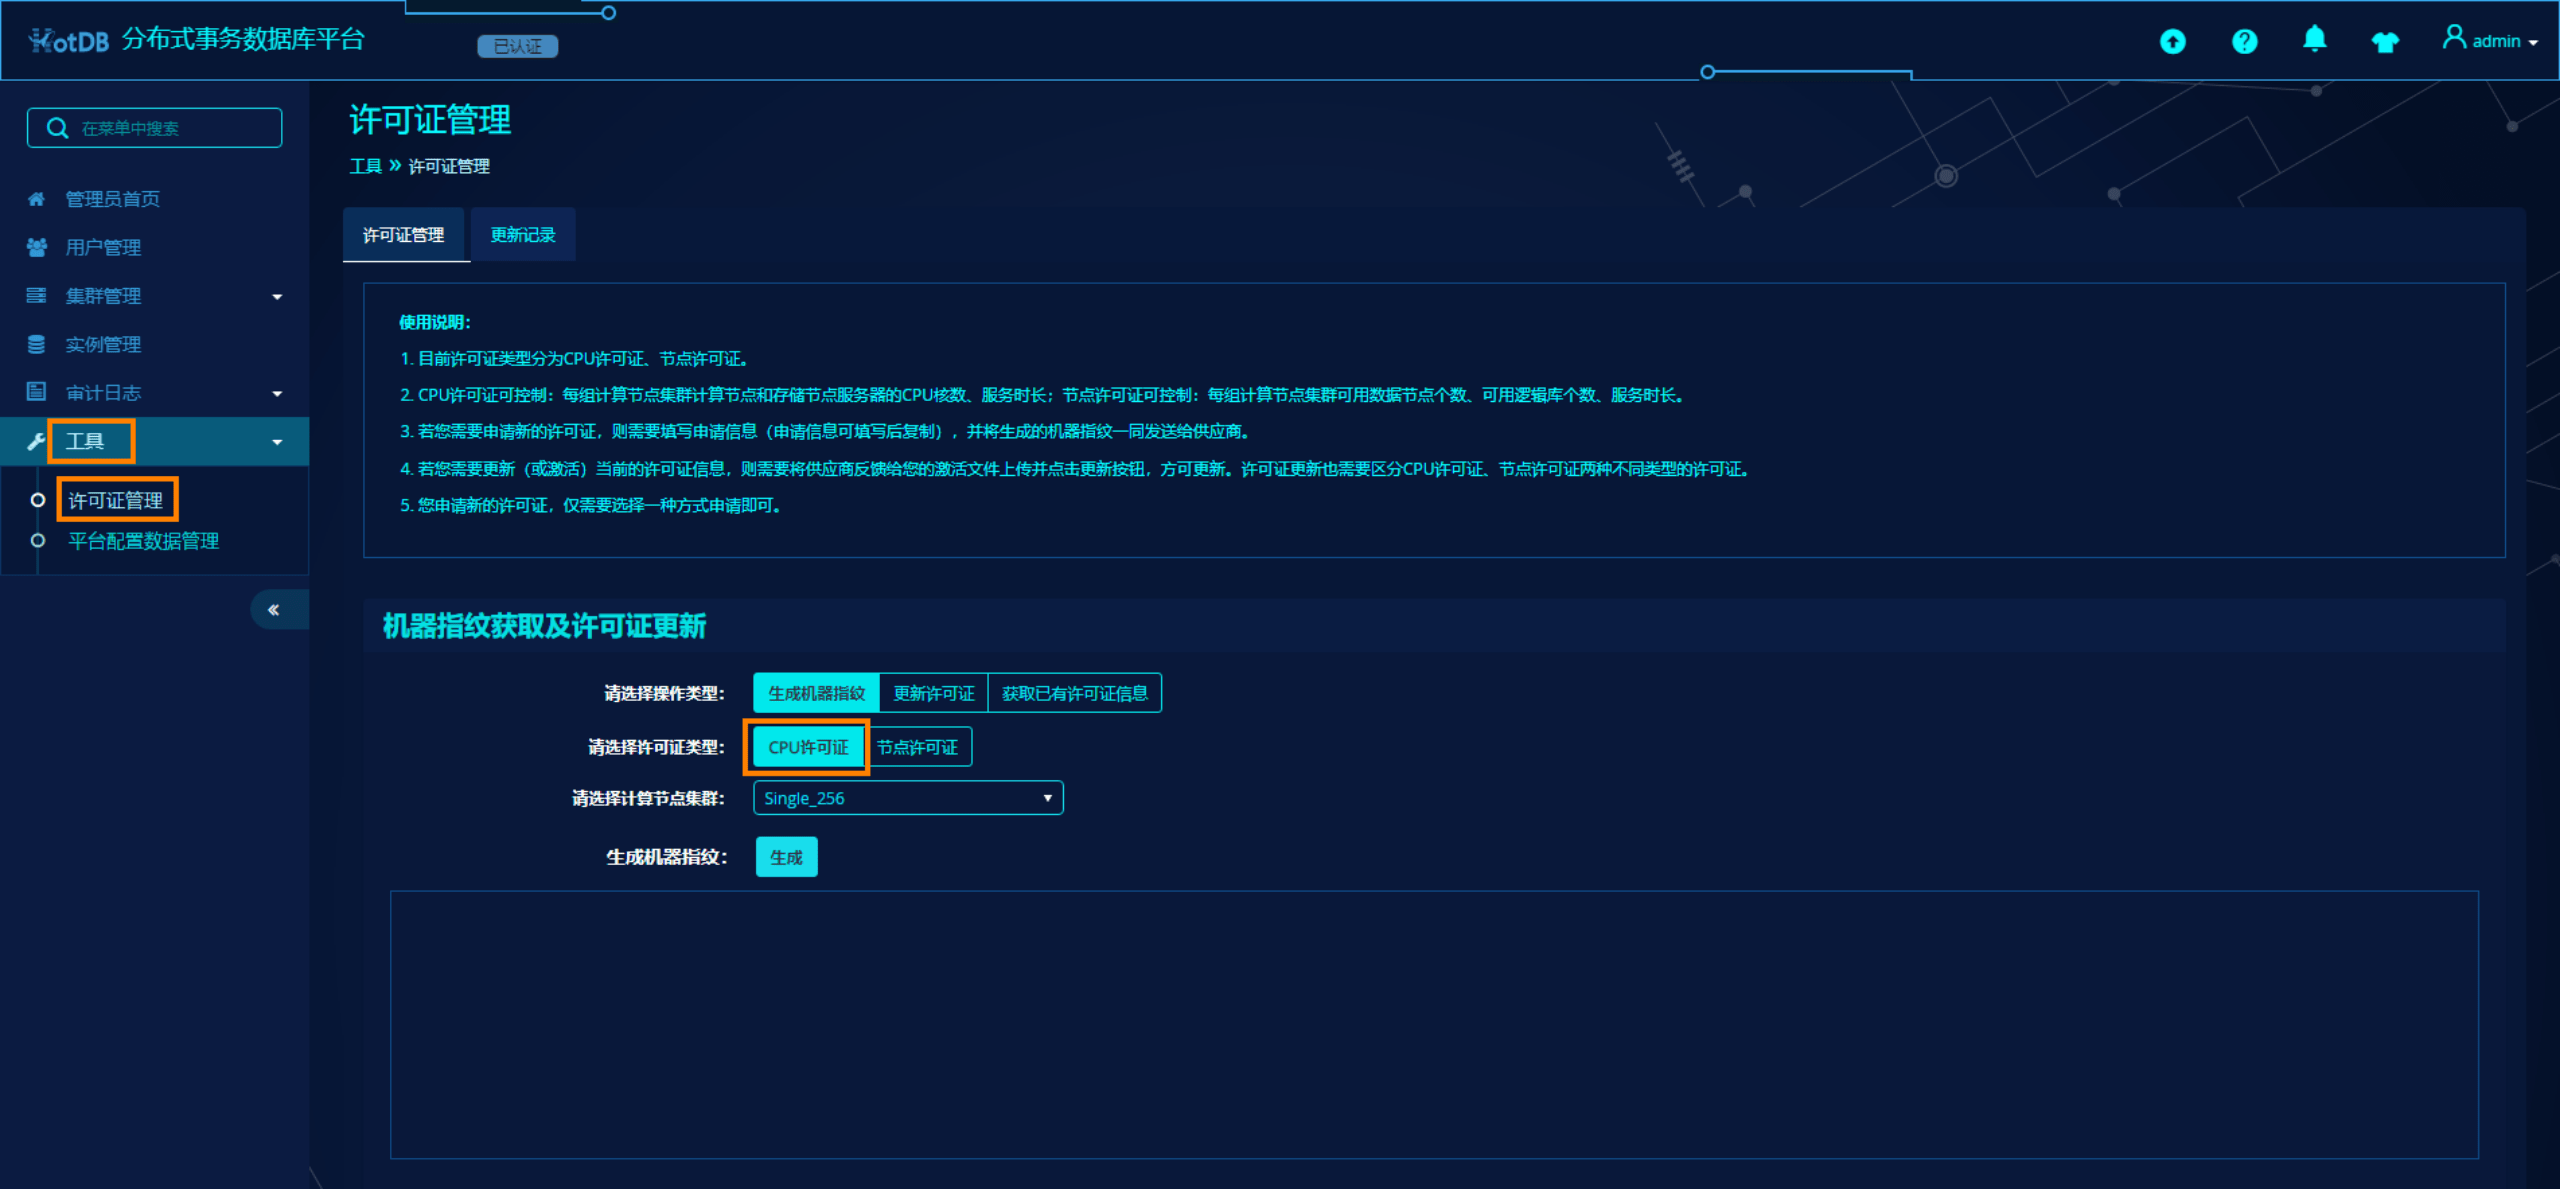 HotDB 分布式事务数据库平台
已认证
admin
在菜单中搜索
管理员首页
用户管理
集群管理
实例管理
审计日志
工具
许可证管理
平台配置数据管理
许可证管理
工具 » 许可证管理
许可证管理 更新记录
使用说明：
1. 目前许可证类型分为CPU许可证、节点许可证。
2. CPU许可证可控制：每组计算节点集群计算节点和存储节点服务器的CPU核数、服务时长；节点许可证可控制：每组计算节点集群可用数据节点个数、可用逻辑库个数、服务时长。
3. 若您需要申请新的许可证，则需要填写申请信息（申请信息可填写后复制），并将生成的机器指纹一同发送给供应商。
4. 若您需要更新（或激活）当前的许可证信息，则需要将供应商反馈给您的激活文件上传并点击更新按钮，方可更新。许可证更新也需要区分CPU许可证、节点许可证两种不同类型的许可证。
5. 您申请新的许可证，仅需要选择一种方式申请即可。
机器指纹获取及许可证更新
请选择操作类型： 生成机器指纹 更新许可证 获取已有许可证信息
请选择许可证类型： CPU许可证 节点许可证
请选择计算节点集群： Single_256
生成机器指纹： 生成